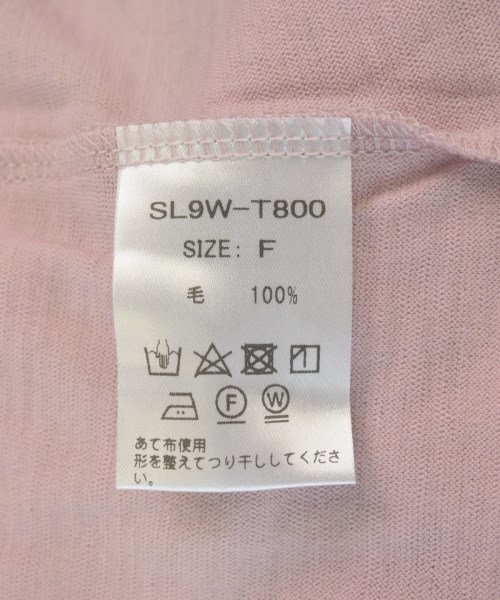 SL9W-T800
SIZE: F
毛 100%
F W
あて布使用
形を整えてつり干ししてくださ
い。